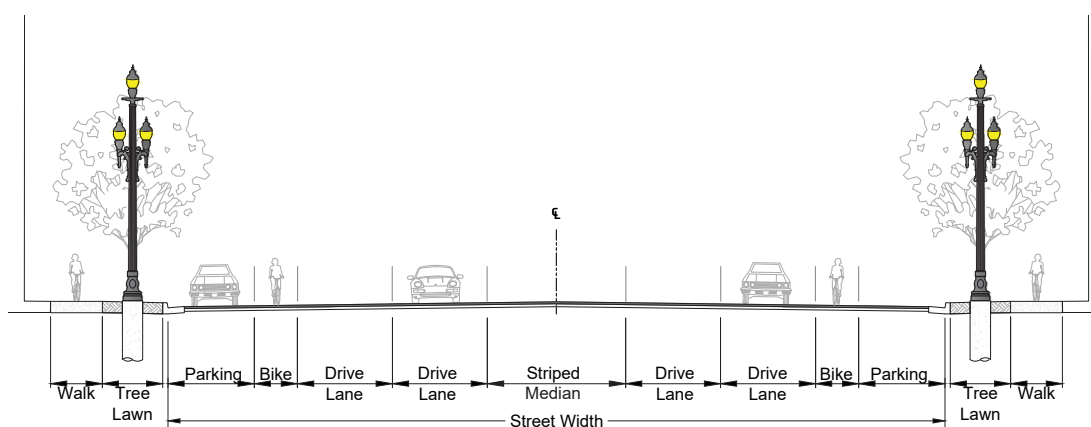 ℄
Walk
Tree
Lawn
Parking
Bike
Drive
Lane
Drive
Lane
Striped
Median
Drive
Lane
Drive
Lane
Bike
Parking
Tree
Lawn
Walk
Street Width